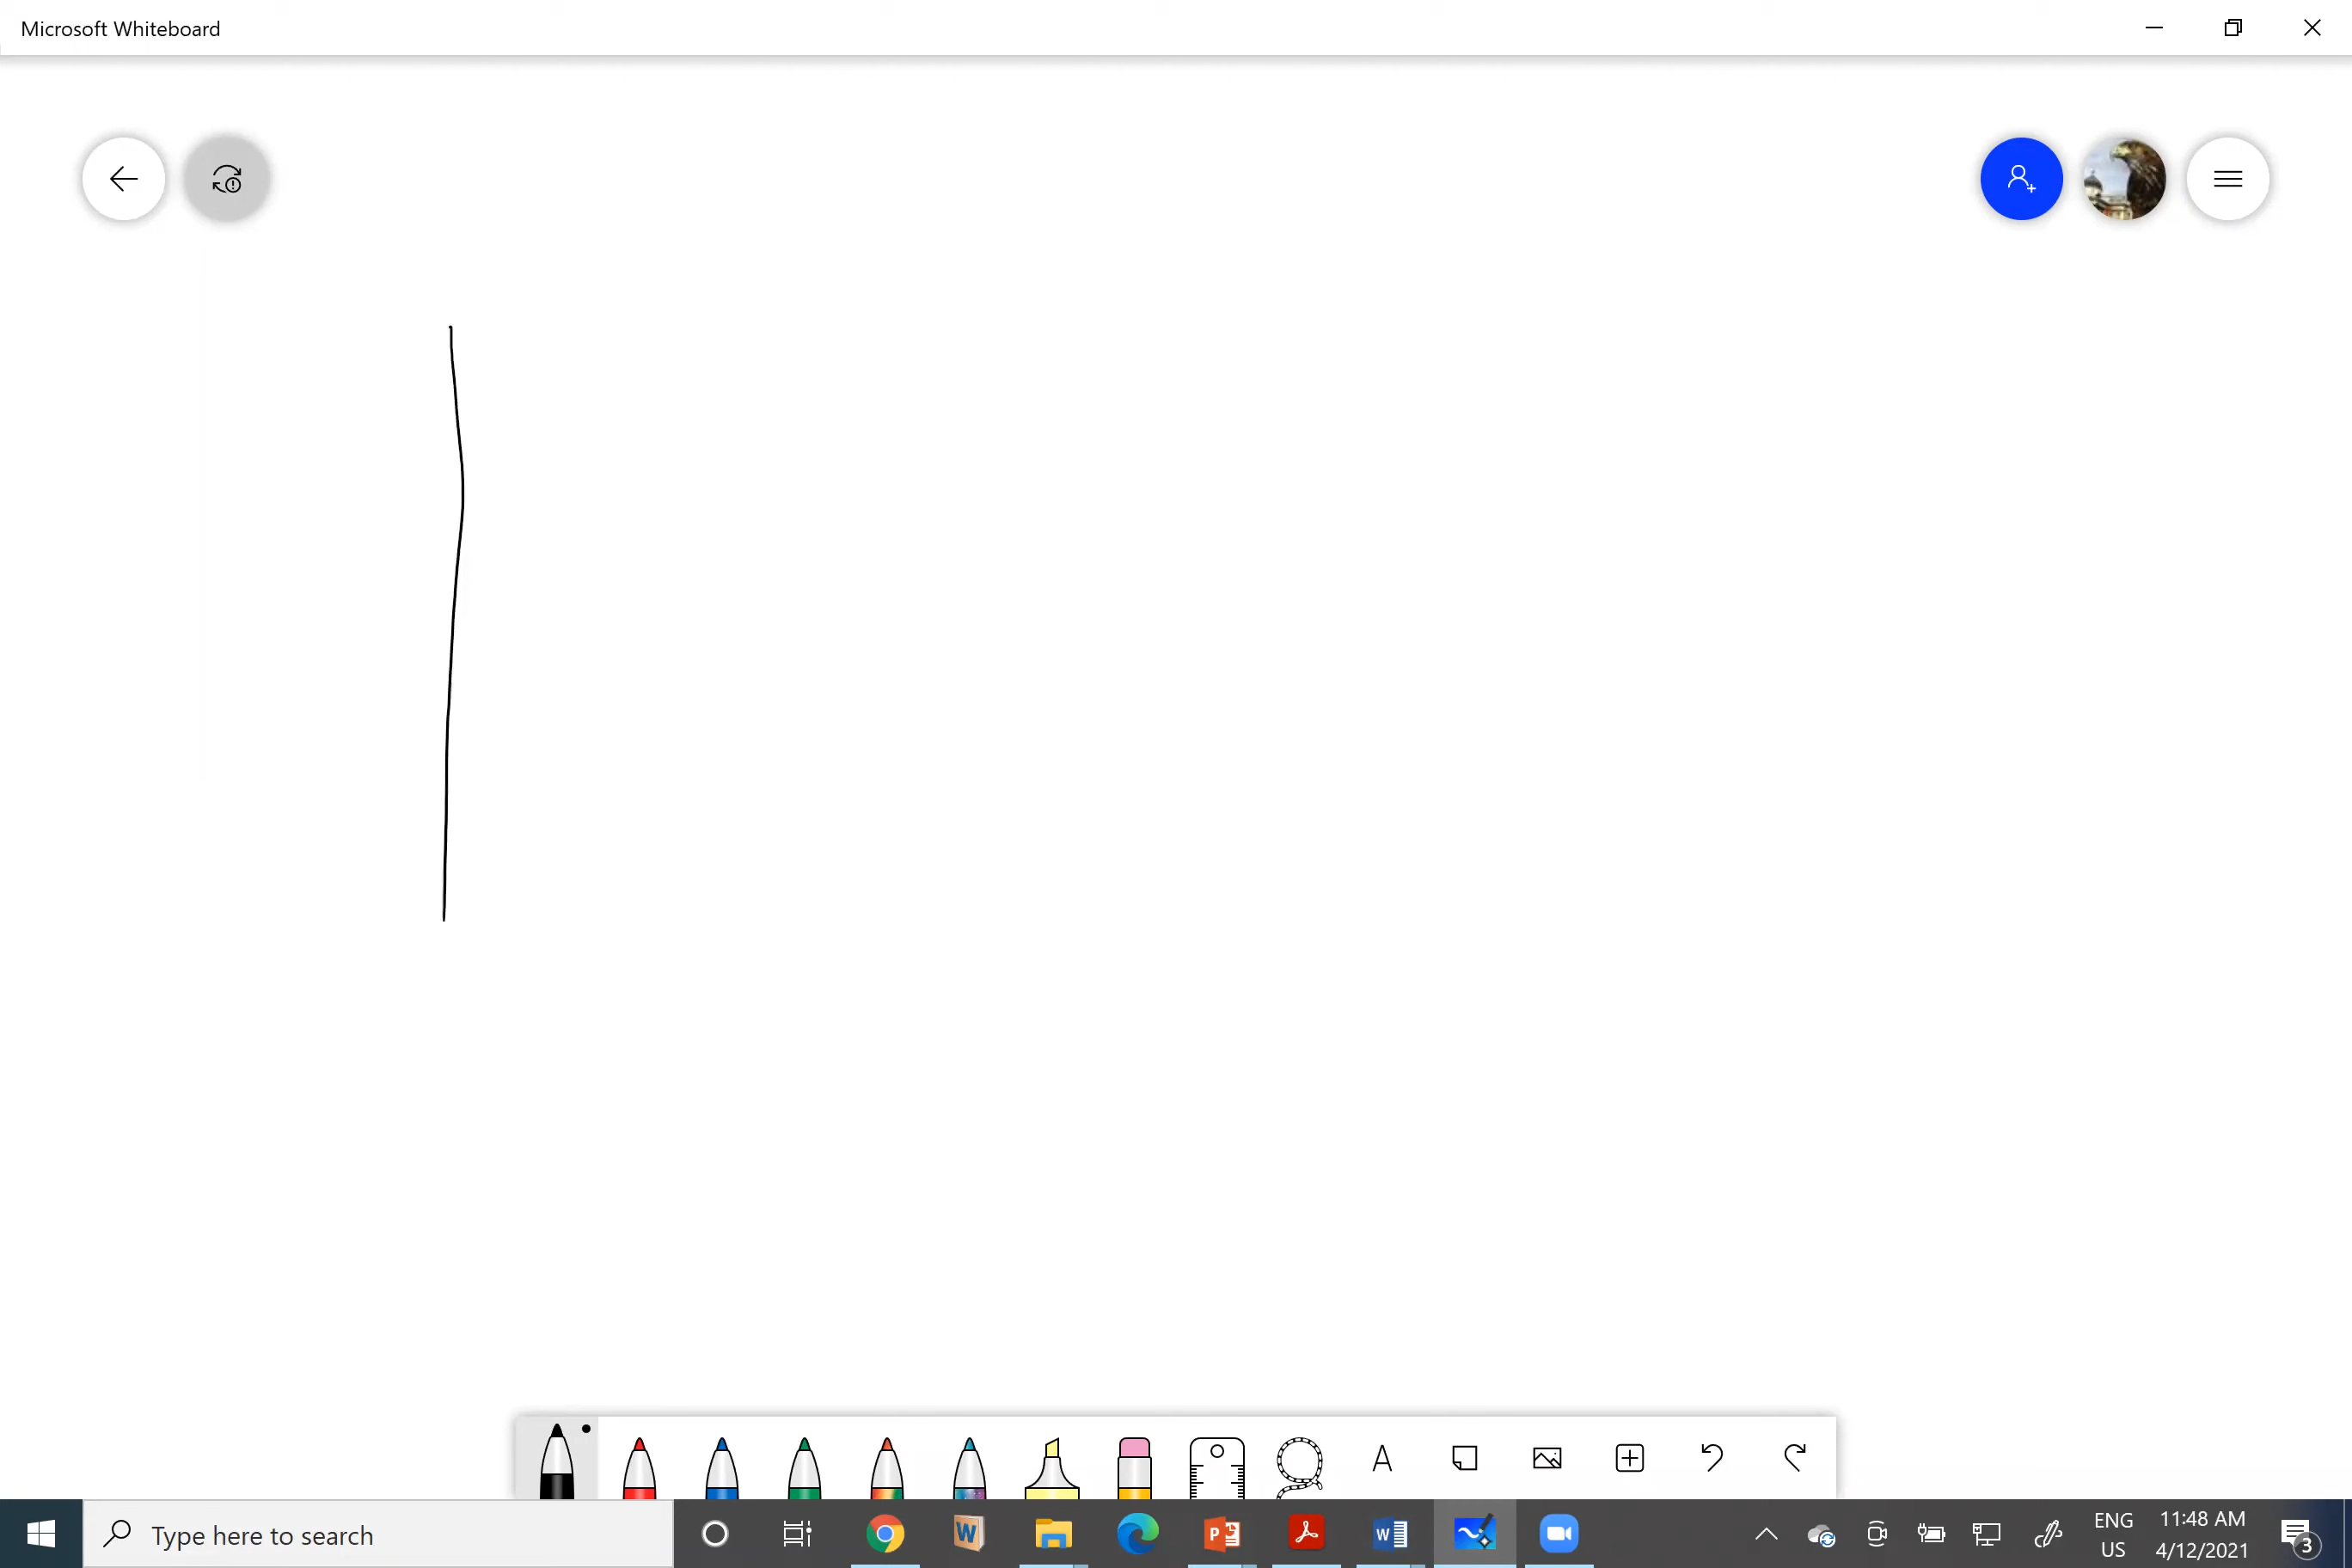 Microsoft Whiteboard
A
Type here to search
W
P
W
ENG
US
11:48 AM
4/12/2021
3